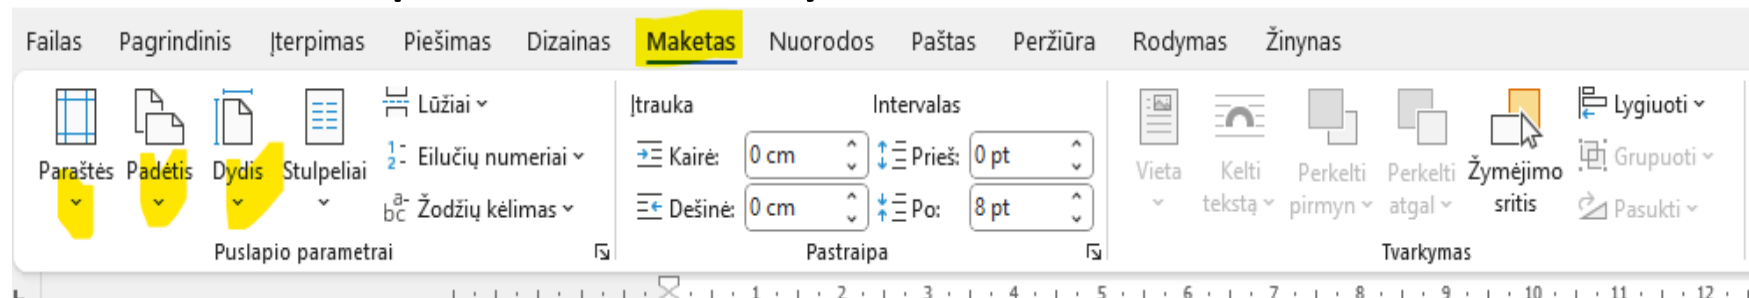 Failas Pagrindinis Įterpimas Piešimas Dizainas Maketas Nuorodos Paštas Peržiūra Rodymas Žinynas
Paraštės Padėtis Dydis Stulpeliai
Lūžiai
Eilučių numeriai
Žodžių kėlimas
Puslapio parametrai
Įtrauka Intervalas
Kairė: 0 cm Prieš: 0 pt
Dešinė: 0 cm Po: 8 pt
Pastraipa
Vieta
Kelti
tekstą
Perkelti
pirmyn
Perkelti
atgal
Žymėjimo
sritis
Lygiuoti
Grupuoti
Pasukti
Tvarkymas
1 2 3 4 5 6 7 8 9 10 11 12